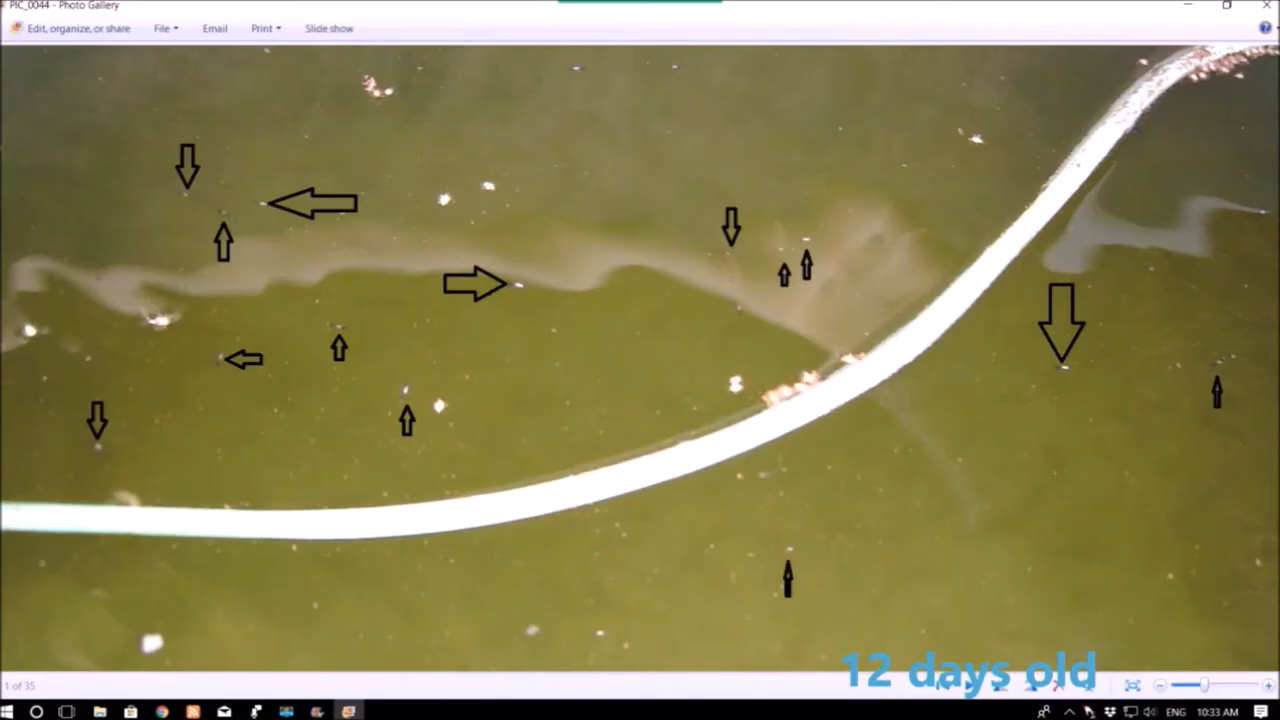 PIC_0044 - Photo Gallery
Edit, organize, or share File Email Print Slide show
12 days old
1 of 35
ENG 10:33 AM